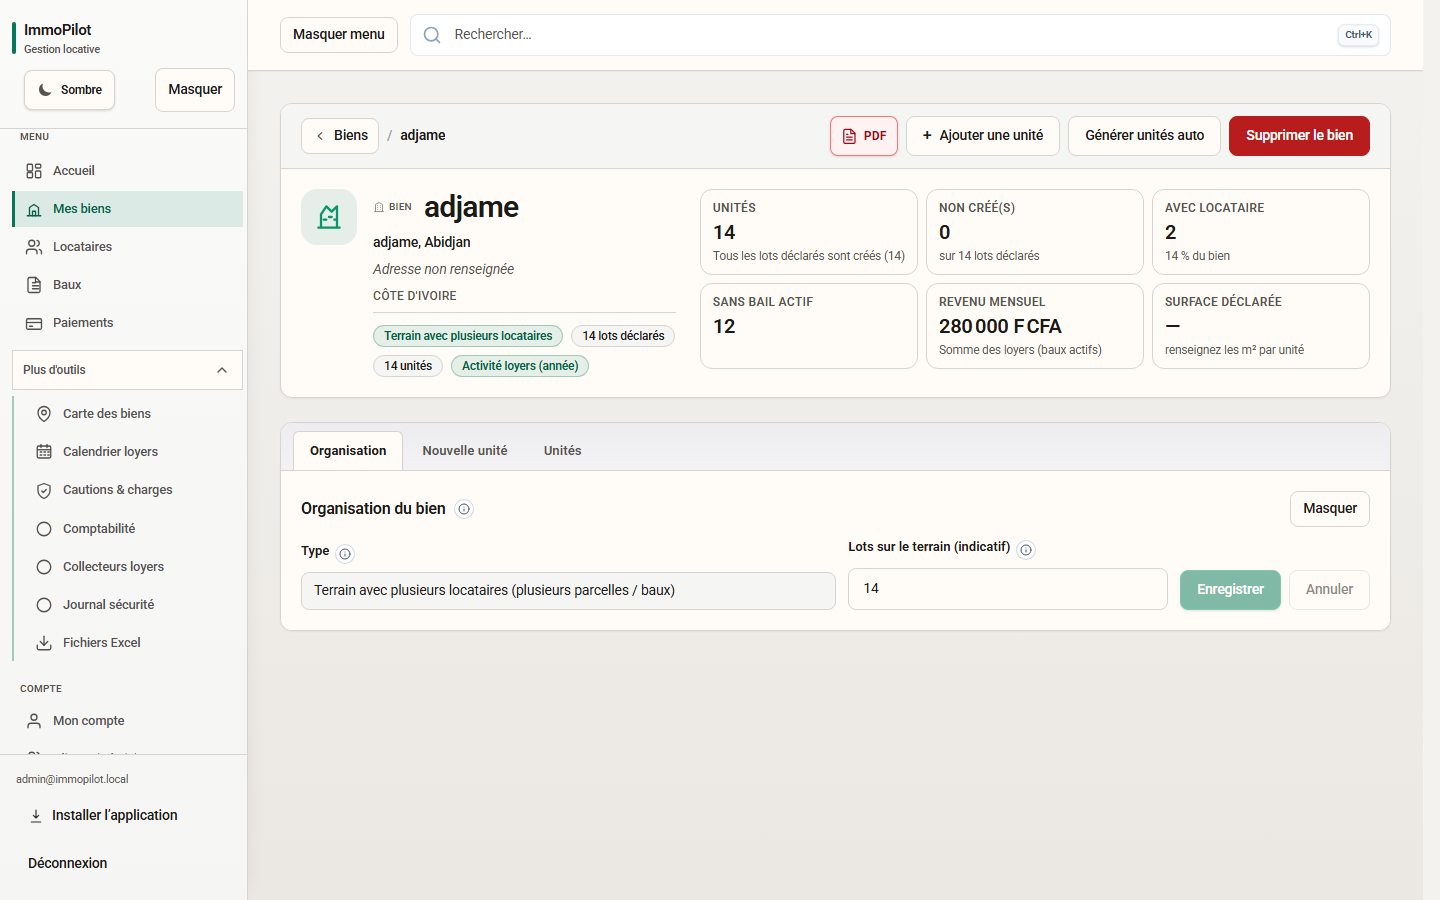 ImmoPilot
Gestion locative
Sombre
Masquer
MENU
Accueil
Mes biens
Locataires
Baux
Paiements
Plus d'outils
Carte des biens
Calendrier loyers
Cautions & charges
Comptabilité
Collecteurs loyers
Journal sécurité
Fichiers Excel
COMPTE
Mon compte
admin@immopilot.local
Installer l’application
Déconnexion
Masquer menu
Rechercher…
Ctrl+K
Biens / adjame
PDF
+ Ajouter une unité
Générer unités auto
Supprimer le bien
BIEN adjame
adjame, Abidjan
Adresse non renseignée
CÔTE D'IVOIRE
Terrain avec plusieurs locataires
14 lots déclarés
14 unités
Activité loyers (année)
UNITÉS
14
Tous les lots déclarés sont créés (14)
NON CRÉÉ(S)
0
sur 14 lots déclarés
AVEC LOCATAIRE
2
14 % du bien
SANS BAIL ACTIF
12
REVENU MENSUEL
280 000 F CFA
Somme des loyers (baux actifs)
SURFACE DÉCLARÉE
—
renseignez les m² par unité
Organisation
Nouvelle unité
Unités
Organisation du bien
Masquer
Type
Terrain avec plusieurs locataires (plusieurs parcelles / baux)
Lots sur le terrain (indicatif)
14
Enregistrer
Annuler